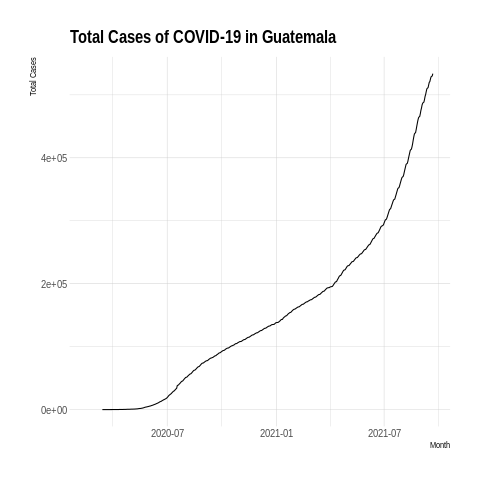 Total Cases of COVID-19 in Guatemala
Total Cases
4e+05
2e+05
0e+00
2020-07
2021-01
2021-07
Month